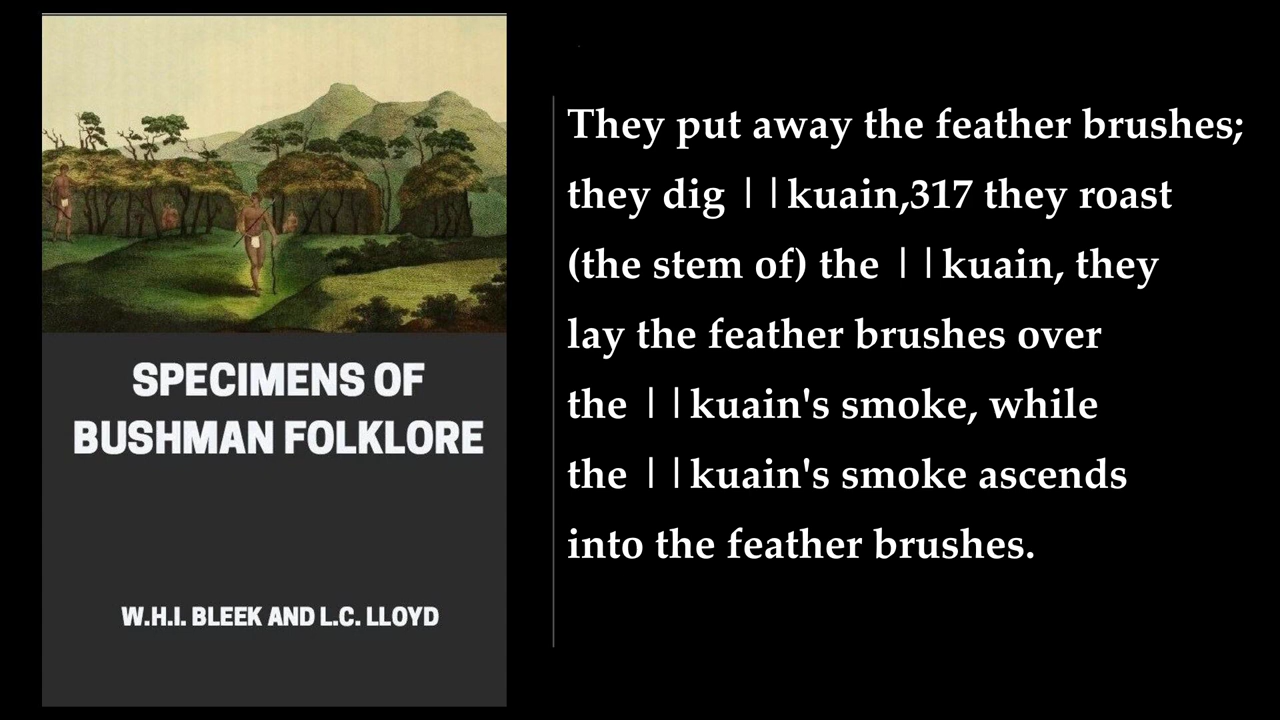 SPECIMENS OF
BUSHMAN FOLKLORE
W.H.I. BLEEK AND L.C. LLOYD
They put away the feather brushes;
they dig ||kuain,317 they roast
(the stem of) the ||kuain, they
lay the feather brushes over
the ||kuain's smoke, while
the ||kuain's smoke ascends
into the feather brushes.